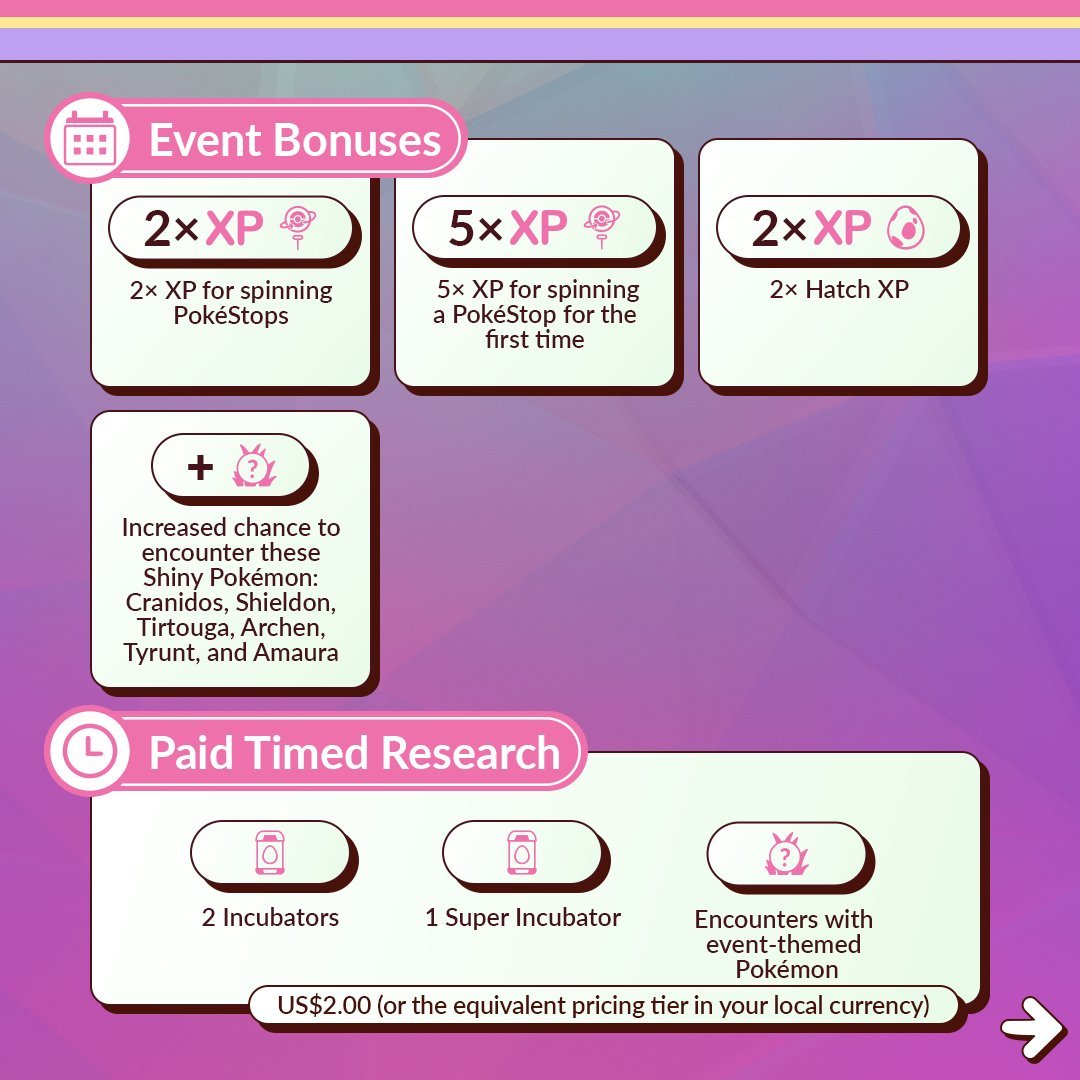 Event Bonuses
2× XP
2× XP for spinning
PokéStops
5× XP
5× XP for spinning
a PokéStop for the
first time
2× XP
2× Hatch XP
+ ?
Increased chance to
encounter these
Shiny Pokémon:
Cranidos, Shieldon,
Tirtouga, Archen,
Tyrunt, and Amaura
Paid Timed Research
2 Incubators
1 Super Incubator
?
Encounters with
event-themed
Pokémon
US$2.00 (or the equivalent pricing tier in your local currency)